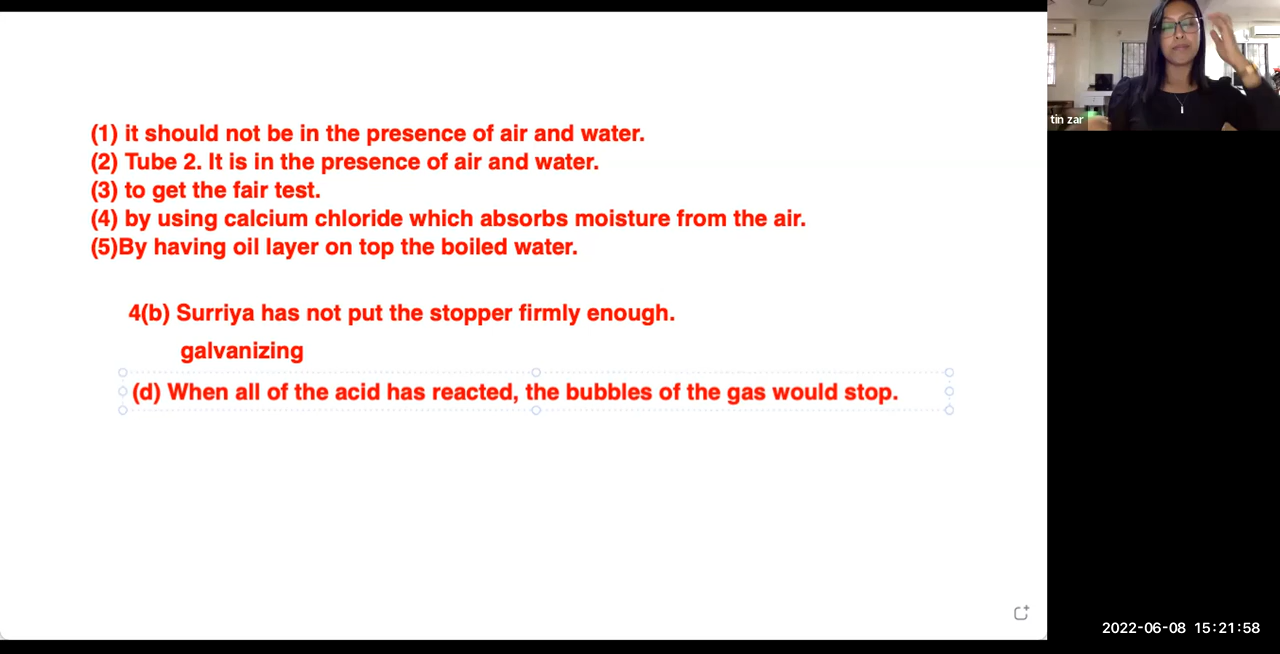 (1) it should not be in the presence of air and water.
(2) Tube 2. It is in the presence of air and water.
(3) to get the fair test.
(4) by using calcium chloride which absorbs moisture from the air.
(5)By having oil layer on top the boiled water.
4(b) Surriya has not put the stopper firmly enough.
galvanizing
(d) When all of the acid has reacted, the bubbles of the gas would stop.
tin zar
2022-06-08 15:21:58